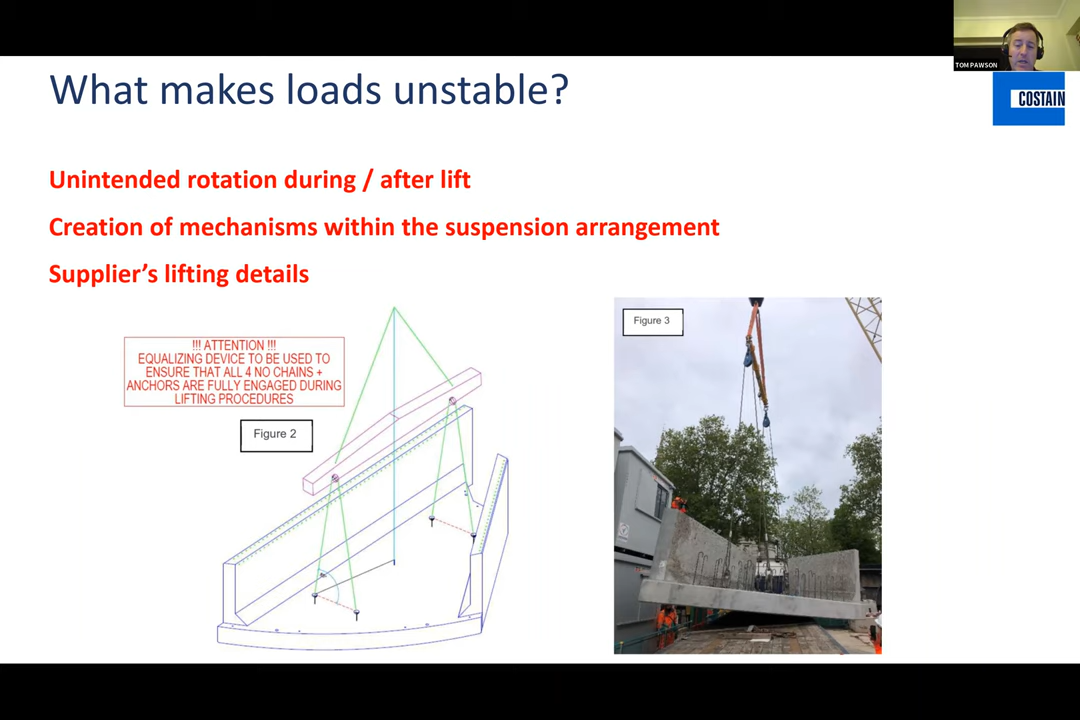 TOM PAWSON
COSTAIN
What makes loads unstable?
Unintended rotation during / after lift
Creation of mechanisms within the suspension arrangement
Supplier’s lifting details
!!! ATTENTION !!!
EQUALIZING DEVICE TO BE USED TO
ENSURE THAT ALL 4 NO CHAINS +
ANCHORS ARE FULLY ENGAGED DURING
LIFTING PROCEDURES
Figure 2
Figure 3